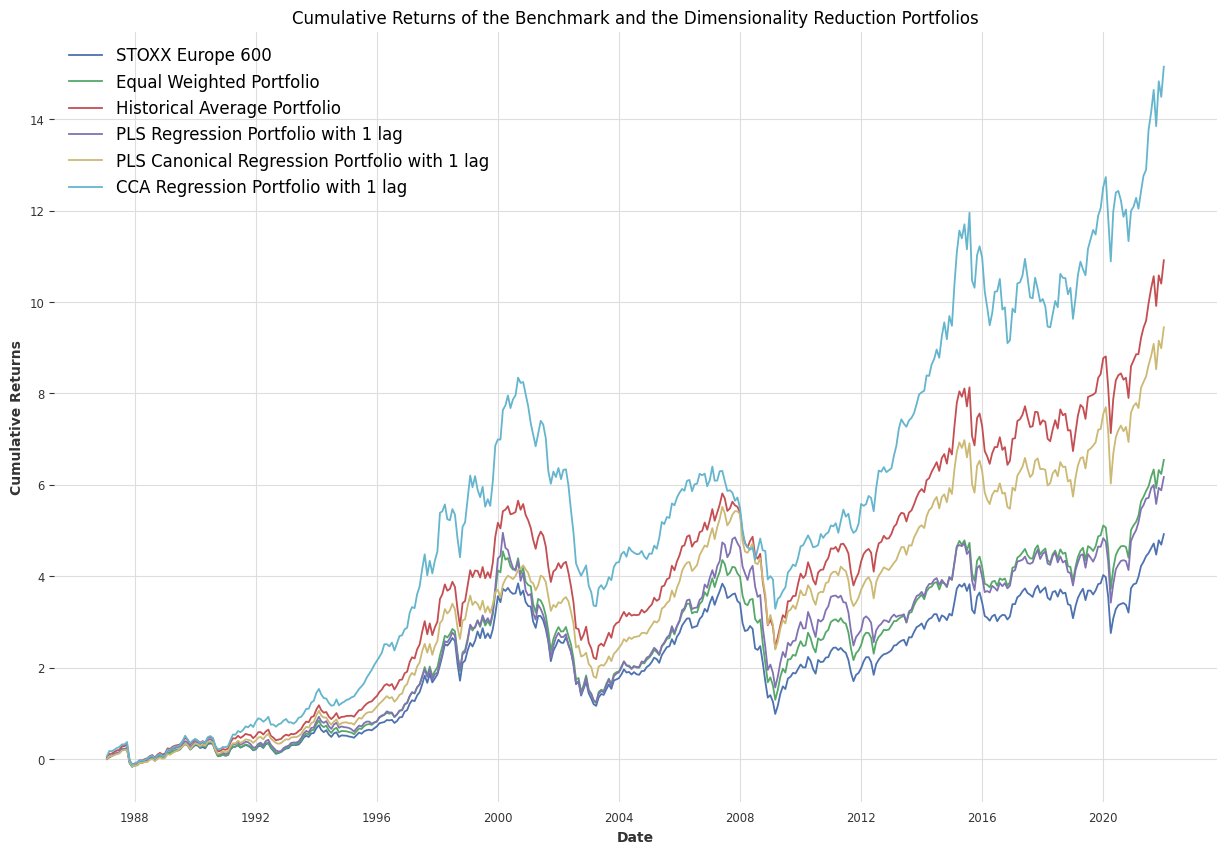 Cumulative Returns of the Benchmark and the Dimensionality Reduction Portfolios
STOXX Europe 600
Equal Weighted Portfolio
Historical Average Portfolio
PLS Regression Portfolio with 1 lag
PLS Canonical Regression Portfolio with 1 lag
CCA Regression Portfolio with 1 lag
Cumulative Returns
14
12
10
8
6
4
2
0
1988 1992 1996 2000 2004 2008 2012 2016 2020
Date